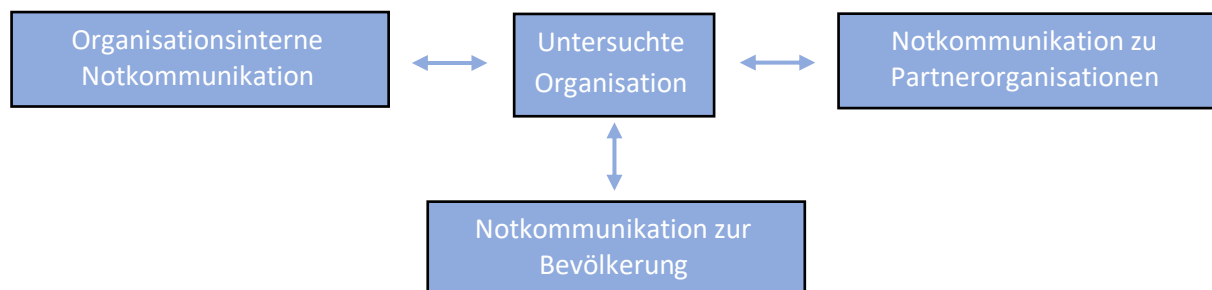 Organisationsinterne
Notkommunikation
Untersuchte
Organisation
Notkommunikation zu
Partnerorganisationen
Notkommunikation zur
Bevölkerung